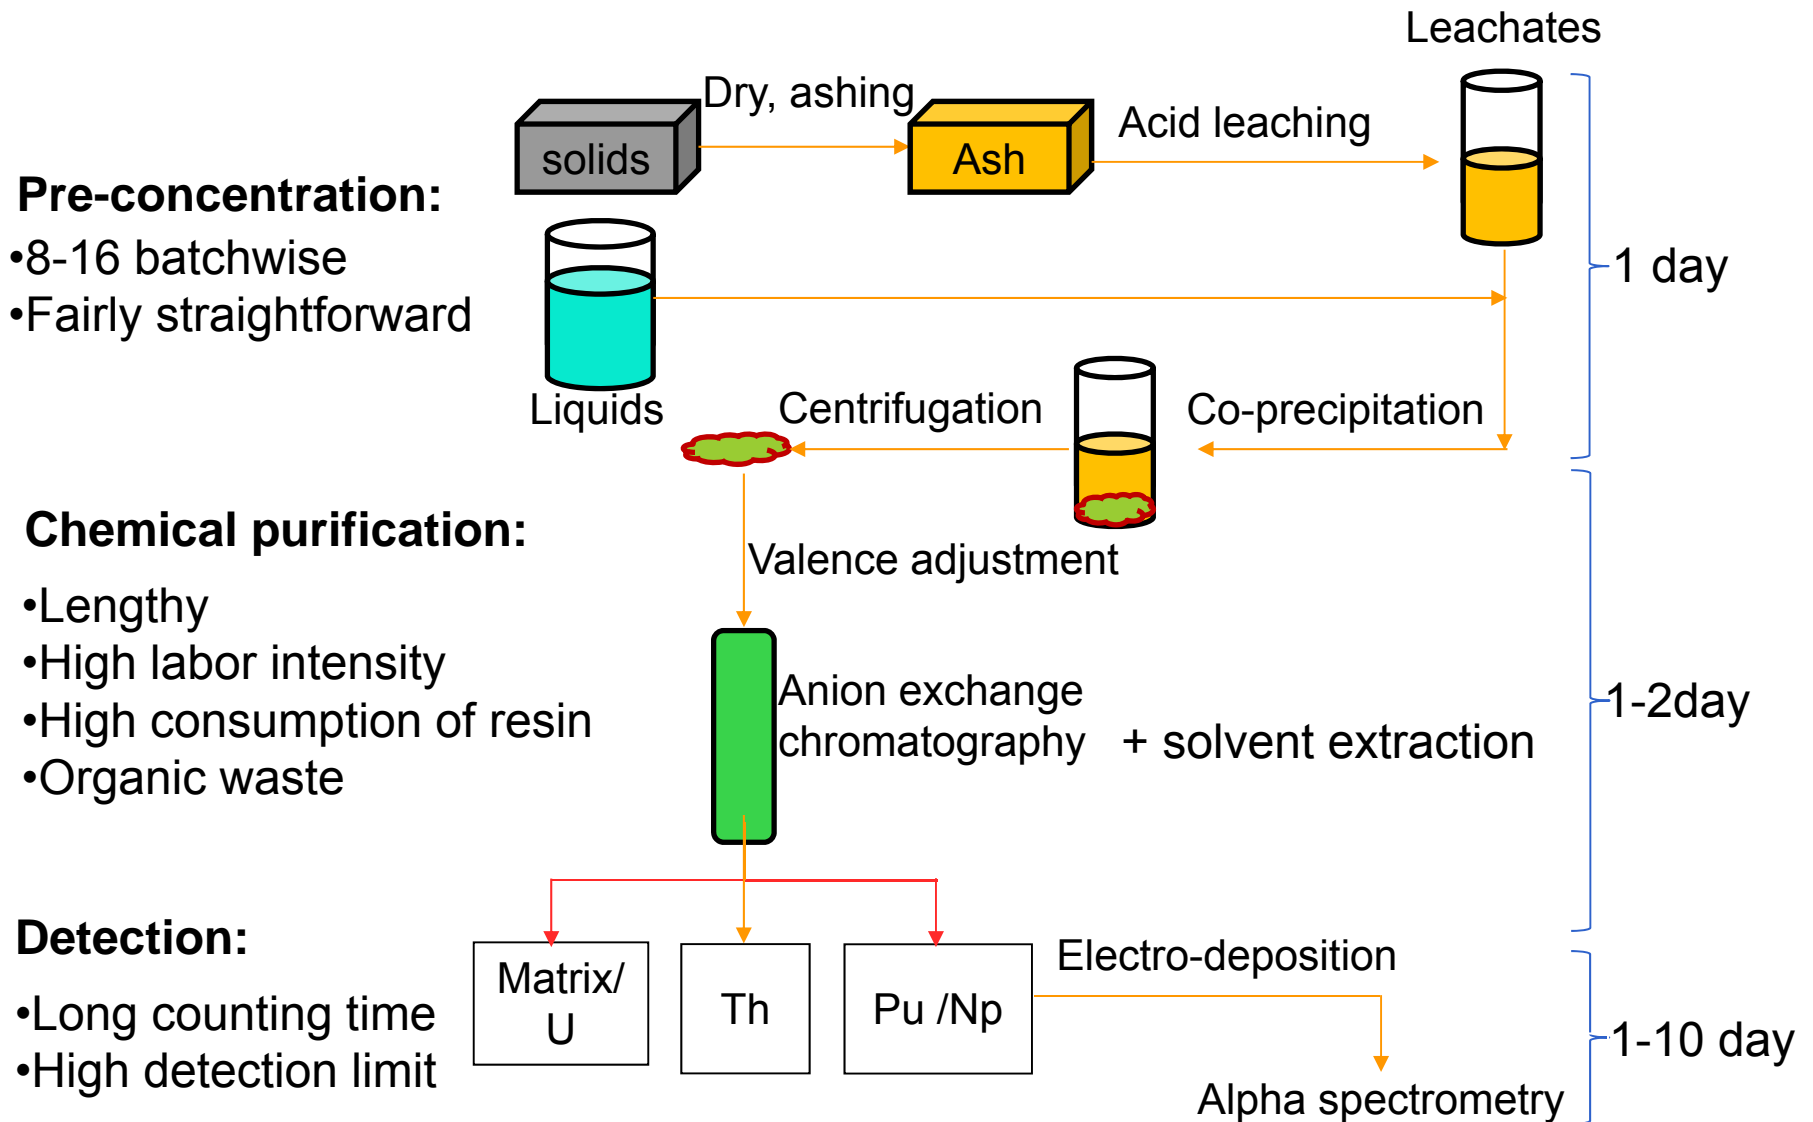 Leachates
Dry, ashing
solids
Ash
Acid leaching
Pre-concentration:
•8-16 batchwise
•Fairly straightforward
1 day
Liquids
Centrifugation
Co-precipitation
Chemical purification:
Valence adjustment
•Lengthy
•High labor intensity
•High consumption of resin
•Organic waste
Anion exchange
chromatography
+ solvent extraction
1-2day
Detection:
•Long counting time
•High detection limit
Matrix/
U
Th
Pu /Np
Electro-deposition
1-10 day
Alpha spectrometry